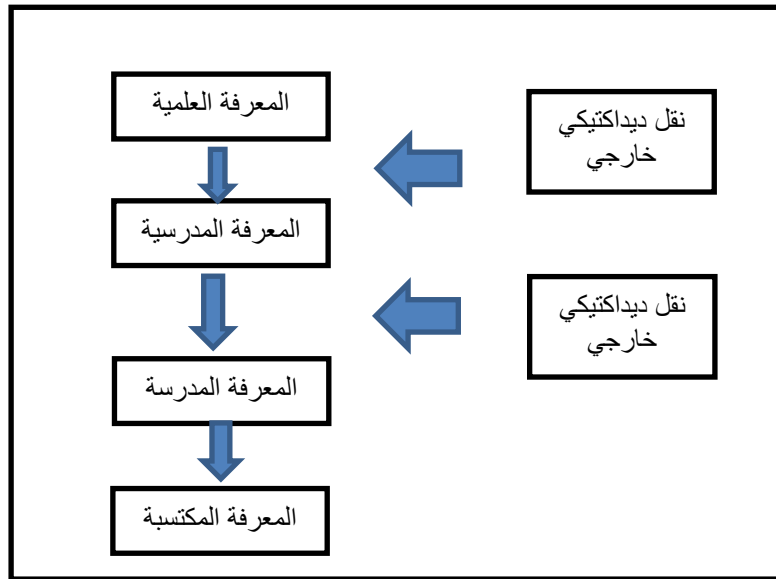 المعرفة العلمية
نقل ديداكتيكي
خارجي
المعرفة المدرسية
نقل ديداكتيكي
خارجي
المعرفة المدرسة
المعرفة المكتسبة